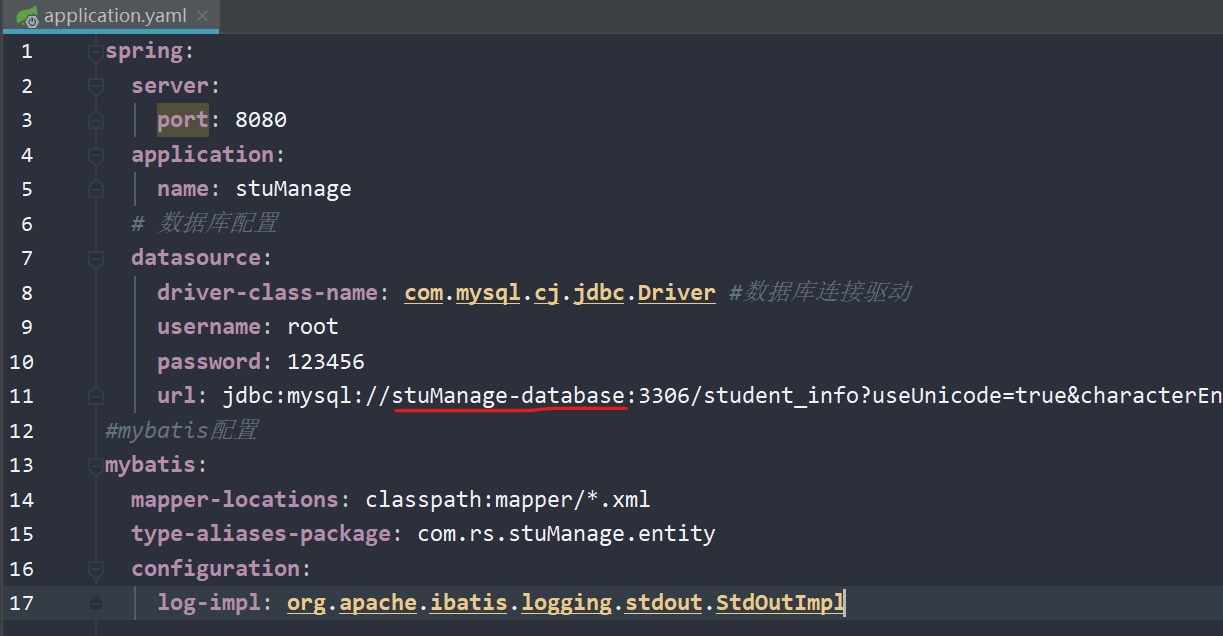 application.yaml
1 spring:
2 server:
3 port: 8080
4 application:
5 name: stuManage
6 # 数据库配置
7 datasource:
8 driver-class-name: com.mysql.cj.jdbc.Driver #数据库连接驱动
9 username: root
10 password: 123456
11 url: jdbc:mysql://stuManage-database:3306/student_info?useUnicode=true&characterEn
12 #mybatis配置
13 mybatis:
14 mapper-locations: classpath:mapper/*.xml
15 type-aliases-package: com.rs.stuManage.entity
16 configuration:
17 log-impl: org.apache.ibatis.logging.stdout.StdOutImpl